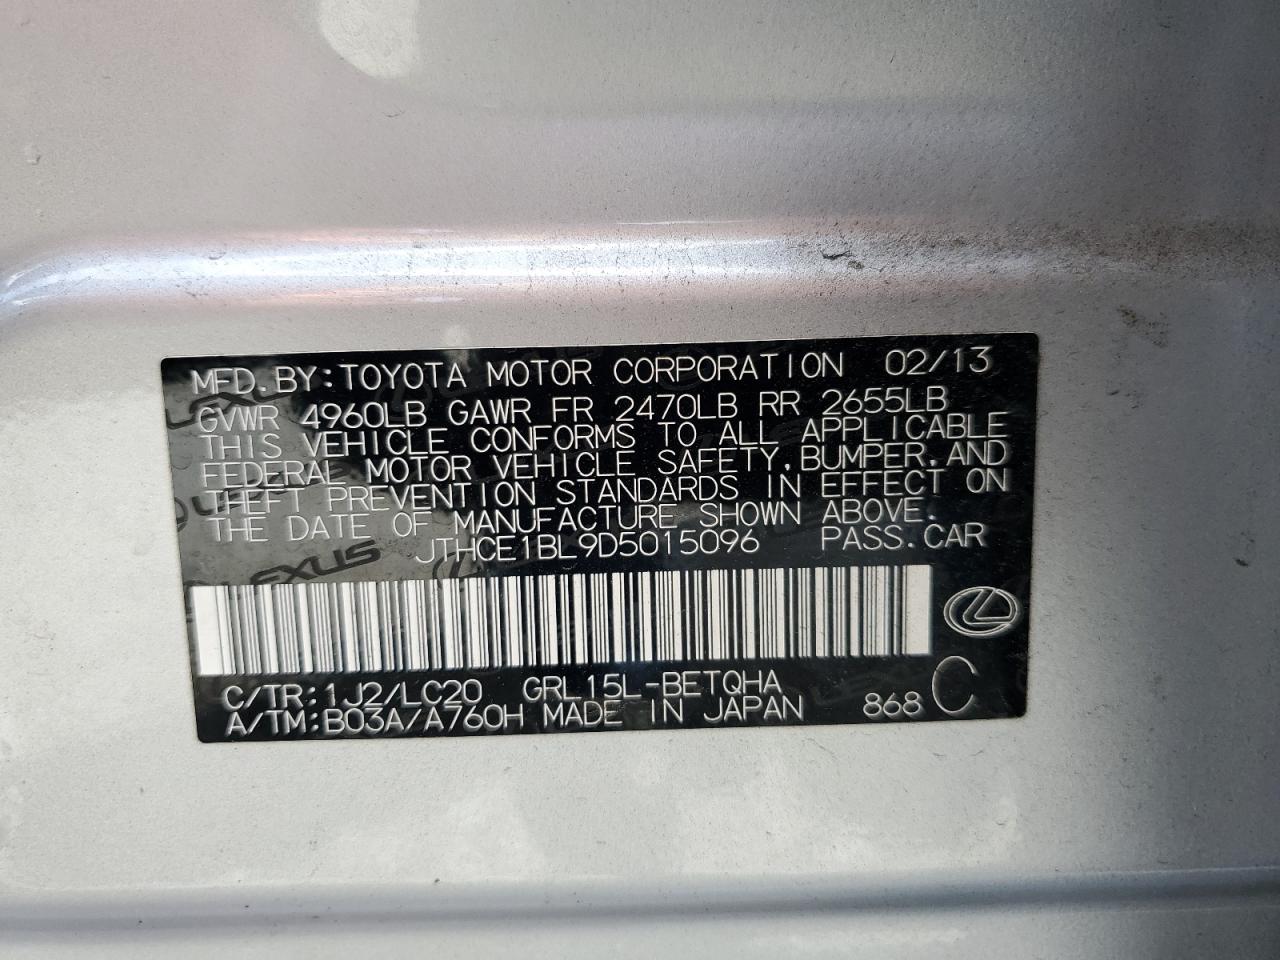 MFD.BY:TOYOTA MOTOR CORPORATION 02/13
GVWR 4960LB GAWR FR 2470LB RR 2655LB
THIS VEHICLE CONFORMS TO ALL APPLICABLE
FEDERAL MOTOR VEHICLE SAFETY,BUMPER,AND
THEFT PREVENTION STANDARDS IN EFFECT ON
THE DATE OF MANUFACTURE SHOWN ABOVE.
JTHCE1BL9D5015096 PASS.CAR
LEXUS
C/TR:1J2/LC20 GRL15L-BETQHA
A/TM:B03A/A760H MADE IN JAPAN 868 C